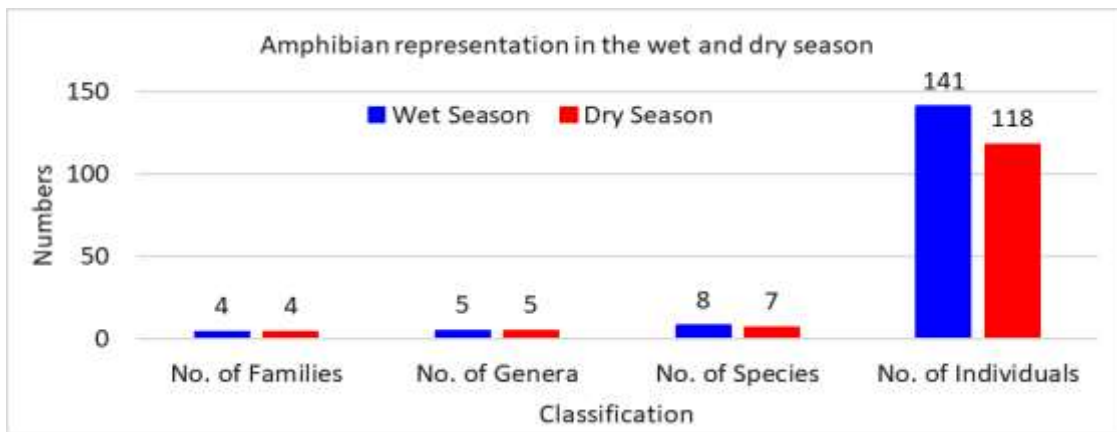 Amphibian representation in the wet and dry season
Wet Season Dry Season
Numbers
150
100
50
0
141
118
4 4 5 5 8 7
No. of Families No. of Genera No. of Species No. of Individuals
Classification